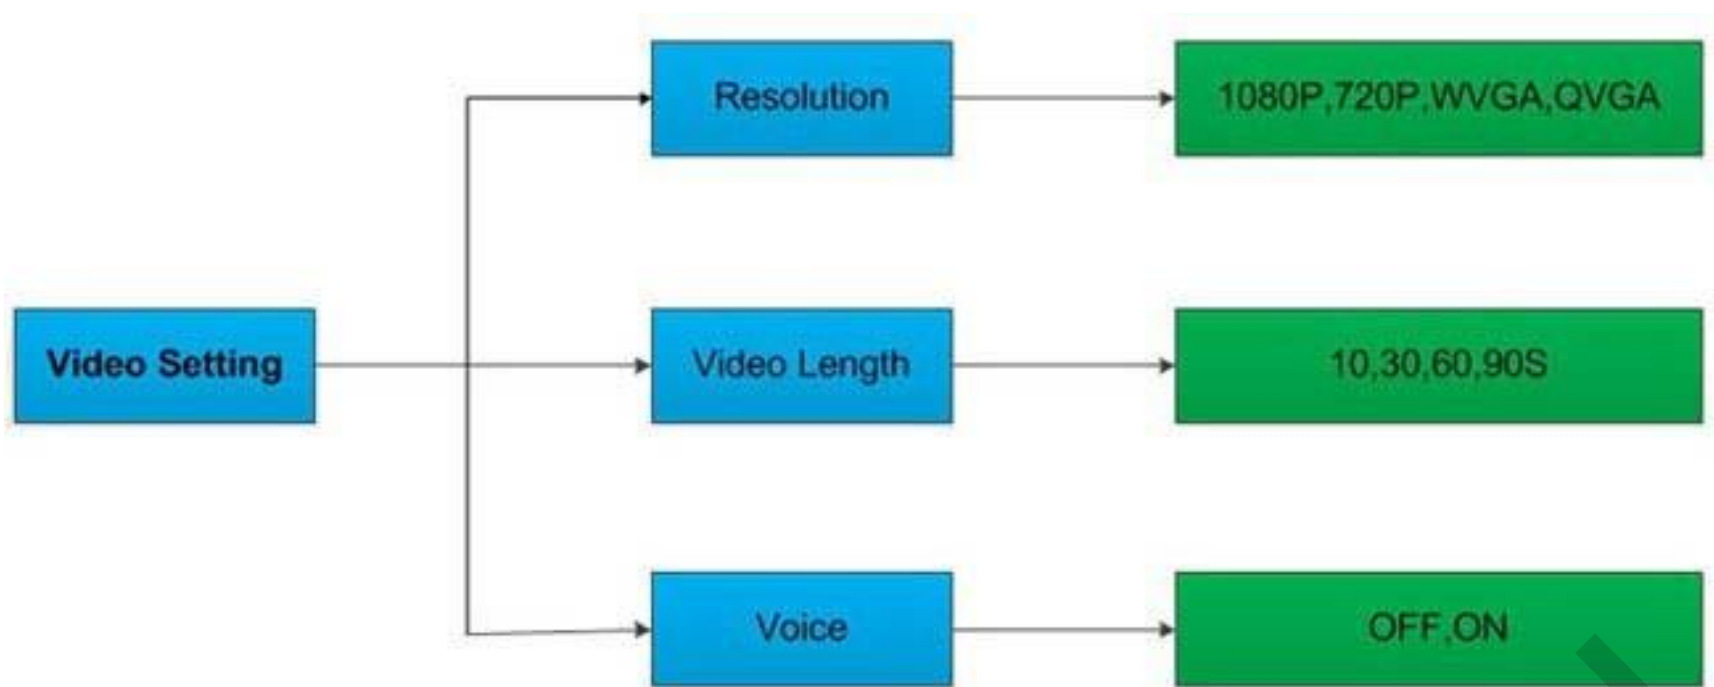 Resolution
1080P,720P,WVGA,QVGA
Video Setting
Video Length
10,30,60,90S
Voice
OFF,ON